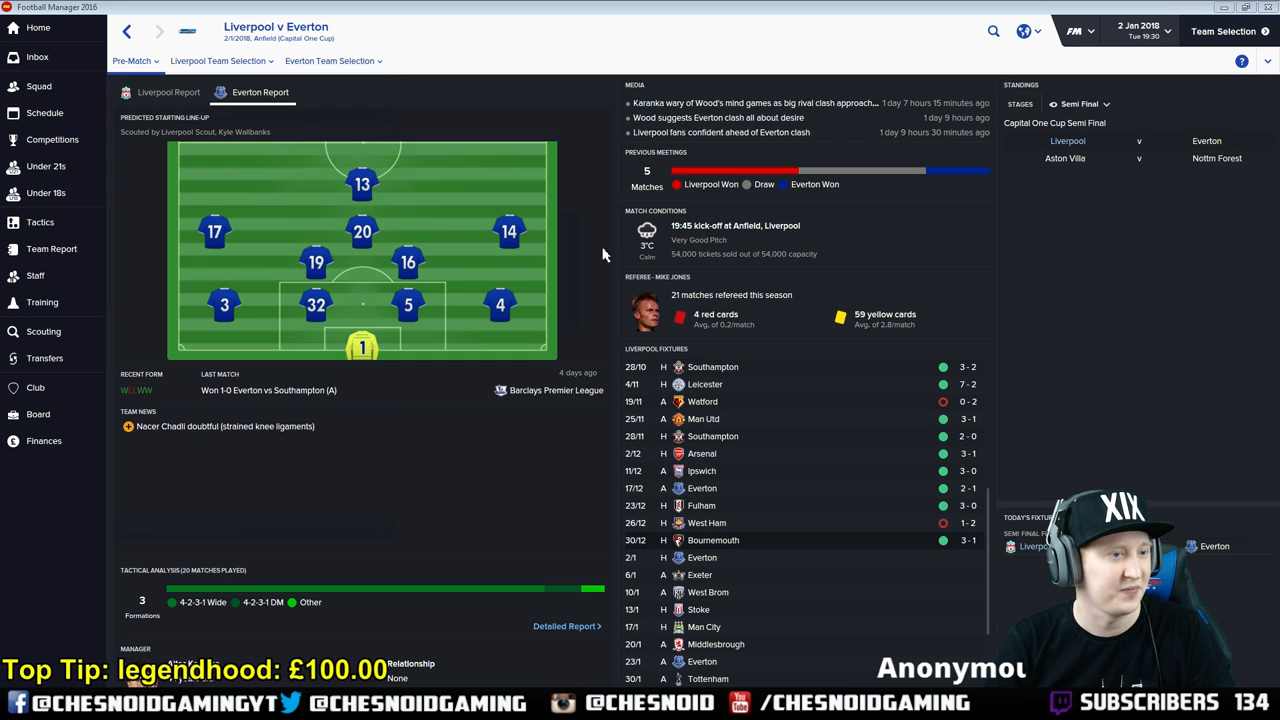 Football Manager 2016
Home
Inbox
Squad
Schedule
Competitions
Under 21s
Under 18s
Tactics
Team Report
Staff
Training
Scouting
Transfers
Club
Board
Finances
Liverpool v Everton
2/1/2018, Anfield (Capital One Cup)
FM
2 Jan 2018
Tue 19:30
Team Selection
Pre-Match
Liverpool Team Selection
Everton Team Selection
?
Liverpool Report
Everton Report
PREDICTED STARTING LINE-UP
Scouted by Liverpool Scout, Kyle Wallbanks
13
17 20 14
19 16
3 32 5 4
1
4 days ago
RECENT FORM LAST MATCH
WLLWW Won 1-0 Everton vs Southampton (A) Barclays Premier League
TEAM NEWS
Nacer Chadli doubtful (strained knee ligaments)
TACTICAL ANALYSIS (20 MATCHES PLAYED)
3
Formations
4-2-3-1 Wide 4-2-3-1 DM Other
Detailed Report >
MANAGER
Relationship
None
MEDIA
Karanka wary of Wood's mind games as big rival clash approach... 1 day 7 hours 15 minutes ago
Wood suggests Everton clash all about desire 1 day 9 hours ago
Liverpool fans confident ahead of Everton clash 1 day 9 hours 30 minutes ago
PREVIOUS MEETINGS
5
Matches
Liverpool Won Draw Everton Won
MATCH CONDITIONS
3°C
Calm
19:45 kick-off at Anfield, Liverpool
Very Good Pitch
54,000 tickets sold out of 54,000 capacity
REFEREE - MIKE JONES
21 matches refereed this season
4 red cards
Avg. of 0.2/match
59 yellow cards
Avg. of 2.8/match
LIVERPOOL FIXTURES
28/10 H Southampton 3 - 2
4/11 H Leicester 7 - 2
19/11 A Watford 0 - 2
25/11 A Man Utd 3 - 1
28/11 H Southampton 2 - 0
2/12 H Arsenal 3 - 1
11/12 A Ipswich 3 - 0
17/12 A Everton 2 - 1
23/12 H Fulham 3 - 0
26/12 A West Ham 1 - 2
30/12 H Bournemouth 3 - 1
2/1 H Everton
6/1 A Exeter
10/1 A West Brom
13/1 H Stoke
17/1 H Man City
20/1 A Middlesbrough
23/1 A Everton
30/1 A Tottenham
STANDINGS
STAGES Semi Final
Capital One Cup Semi Final
Liverpool v Everton
Aston Villa v Nottm Forest
XIX
Everton
Top Tip: legendhood: £100.00
Anonymou
@CHESNOIDGAMINGYT @CHESNOIDGAMING @CHESNOID You Tube /CHESNOIDGAMING SUBSCRIBERS 134